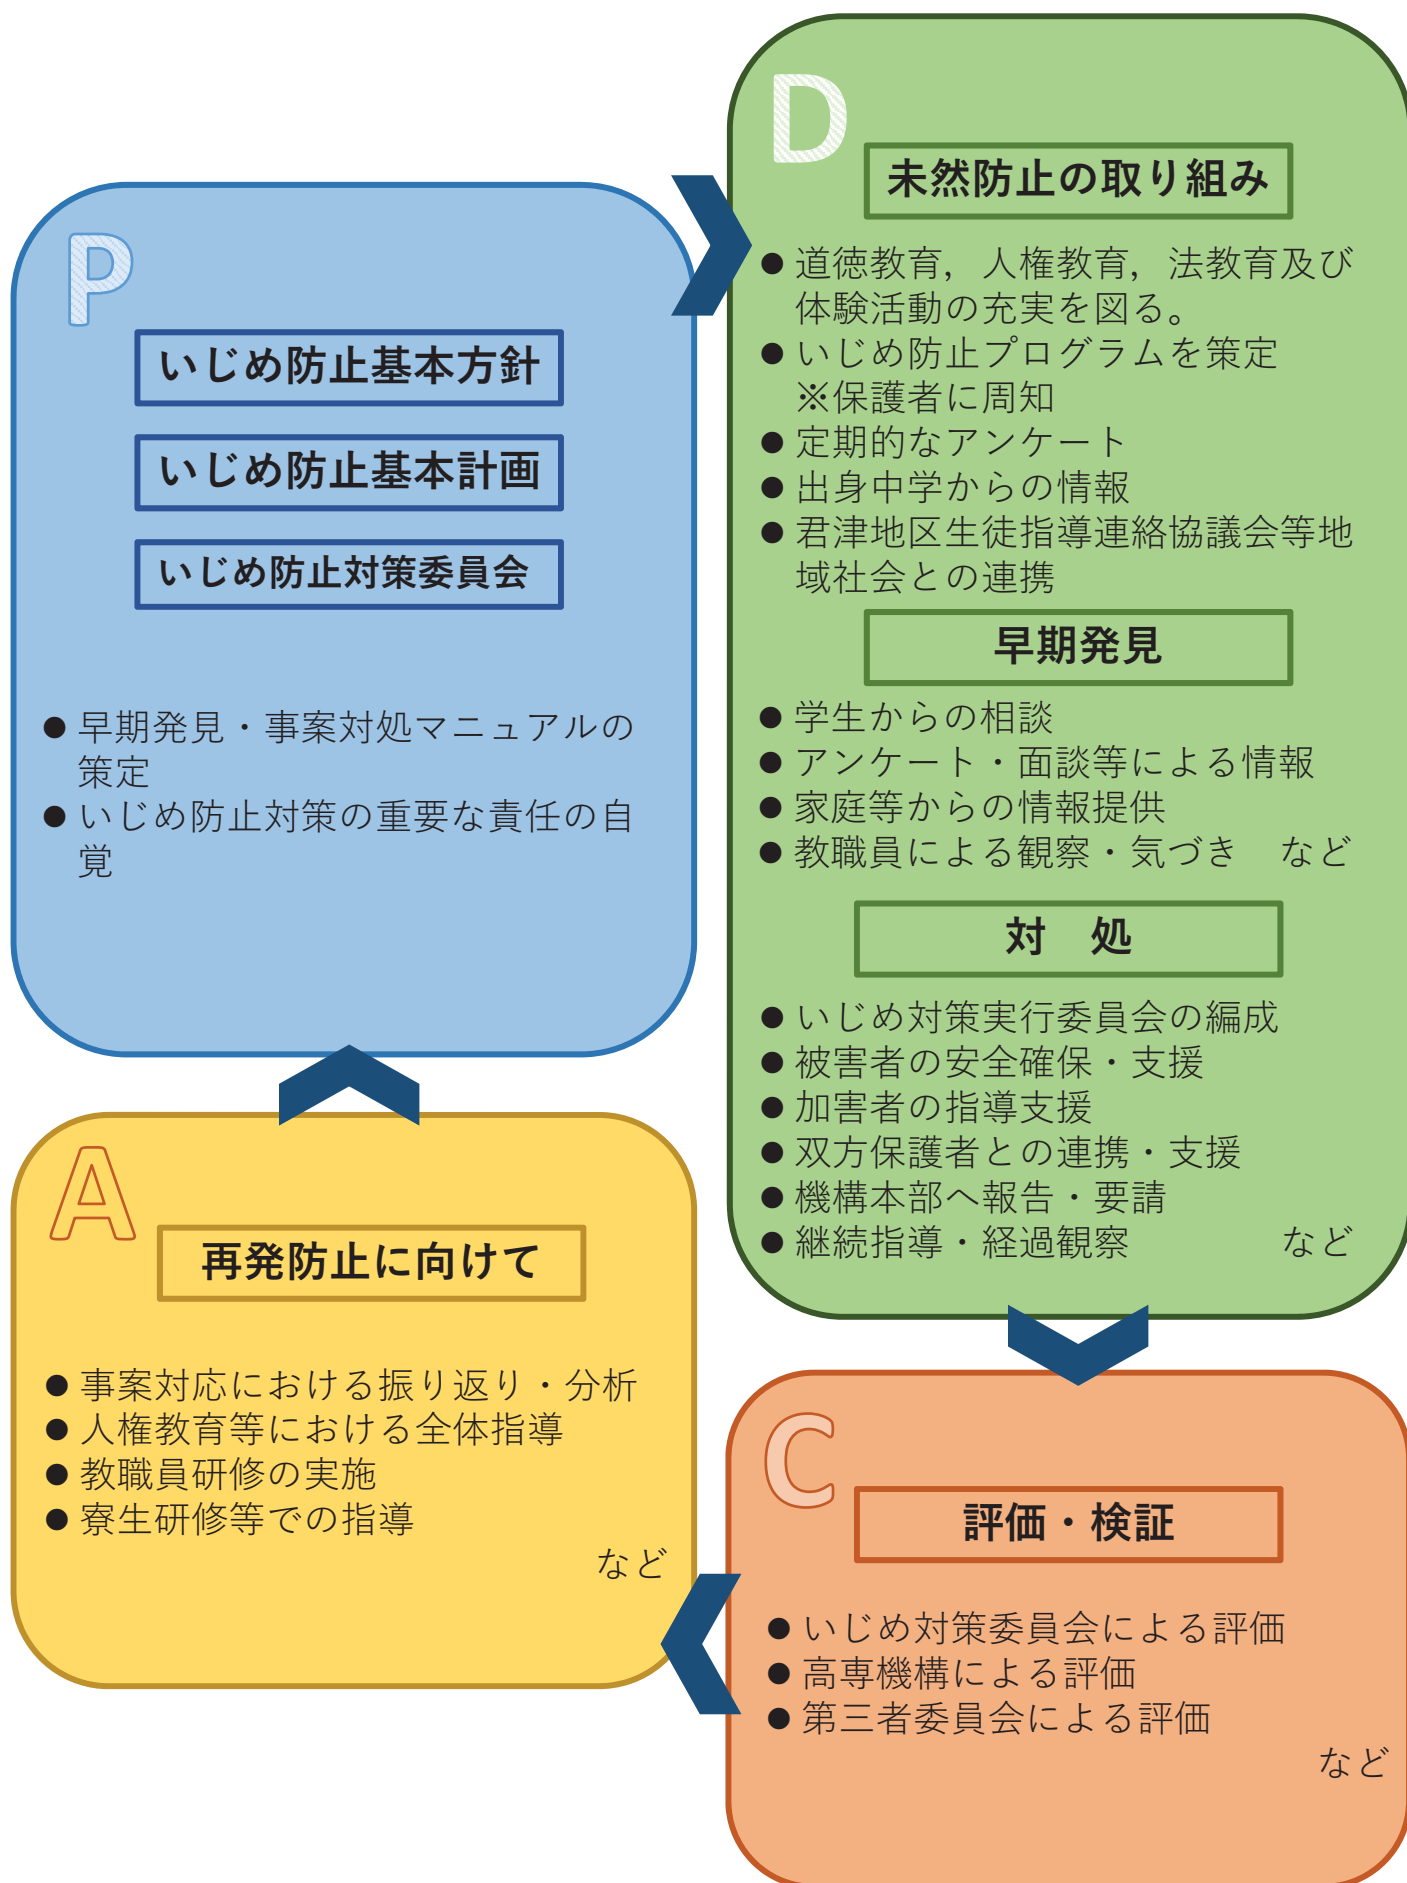 P
いじめ防止基本方針
いじめ防止基本計画
いじめ防止対策委員会
●早期発見・事案対処マニュアルの
策定
●いじめ防止対策の重要な責任の自
覚
D
未然防止の取り組み
●道徳教育，人権教育，法教育及び
体験活動の充実を図る。
●いじめ防止プログラムを策定
※保護者に周知
●定期的なアンケート
●出身中学からの情報
●君津地区生徒指導連絡協議会等地
域社会との連携
早期発見
●学生からの相談
●アンケート・面談等による情報
●家庭等からの情報提供
●教職員による観察・気づき　など
対　処
●いじめ対策実行委員会の編成
●被害者の安全確保・支援
●加害者の指導支援
●双方保護者との連携・支援
●機構本部へ報告・要請
●継続指導・経過観察　　　　など
C
評価・検証
●いじめ対策委員会による評価
●高専機構による評価
●第三者委員会による評価
など
A
再発防止に向けて
●事案対応における振り返り・分析
●人権教育等における全体指導
●教職員研修の実施
●寮生研修等での指導
など